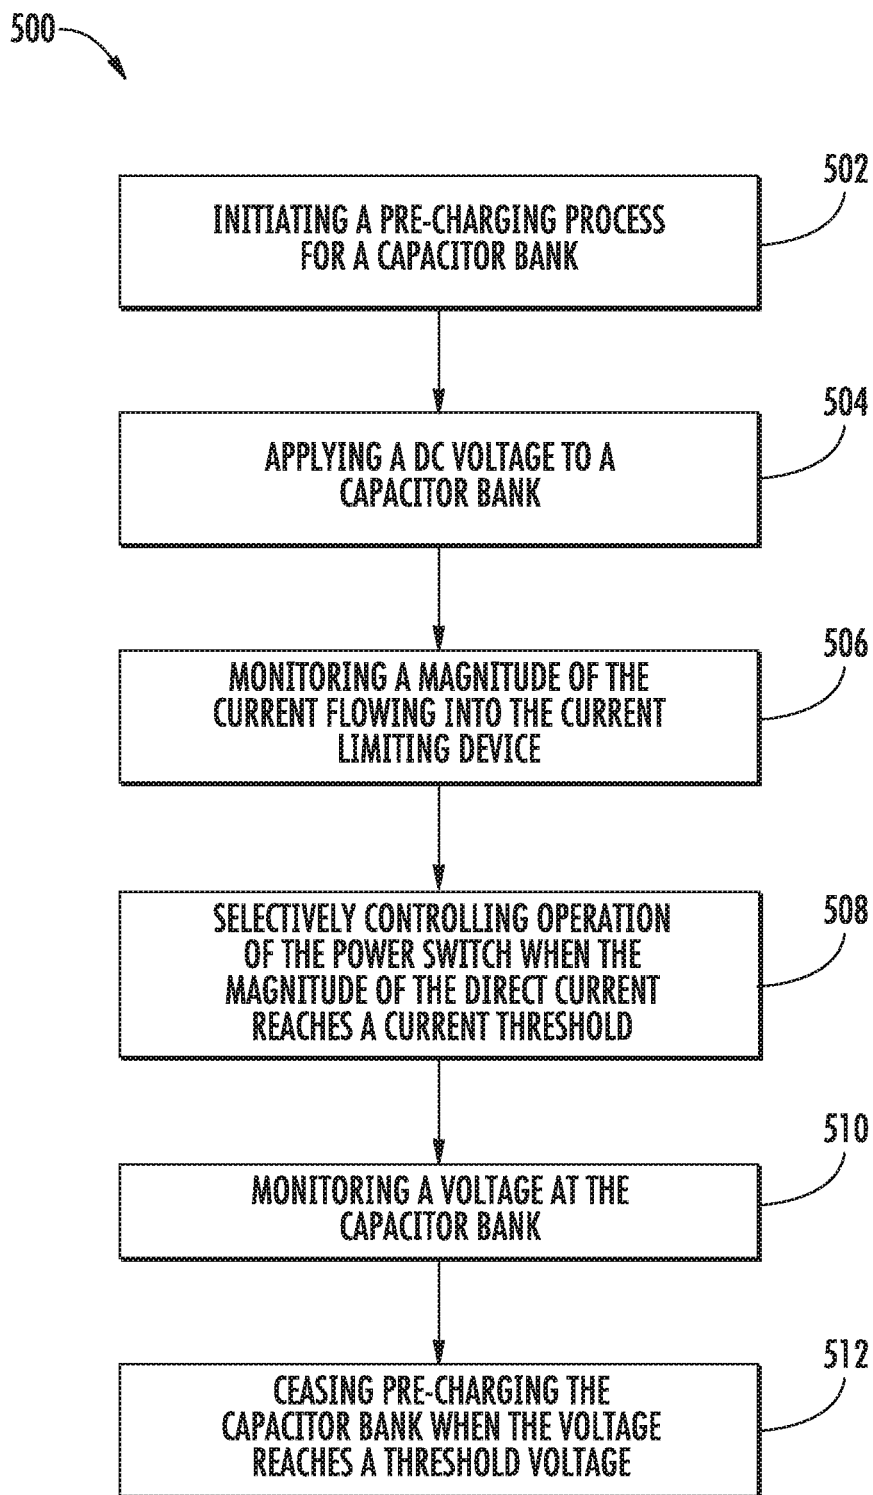 500
502
INITIATING A PRE-CHARGING PROCESS
FOR A CAPACITOR BANK
504
APPLYING A DC VOLTAGE TO A
CAPACITOR BANK
506
MONITORING A MAGNITUDE OF THE
CURRENT FLOWING INTO THE CURRENT
LIMITING DEVICE
508
SELECTIVELY CONTROLLING OPERATION
OF THE POWER SWITCH WHEN THE
MAGNITUDE OF THE DIRECT CURRENT
REACHES A CURRENT THRESHOLD
510
MONITORING A VOLTAGE AT THE
CAPACITOR BANK
512
CEASING PRE-CHARGING THE
CAPACITOR BANK WHEN THE VOLTAGE
REACHES A THRESHOLD VOLTAGE